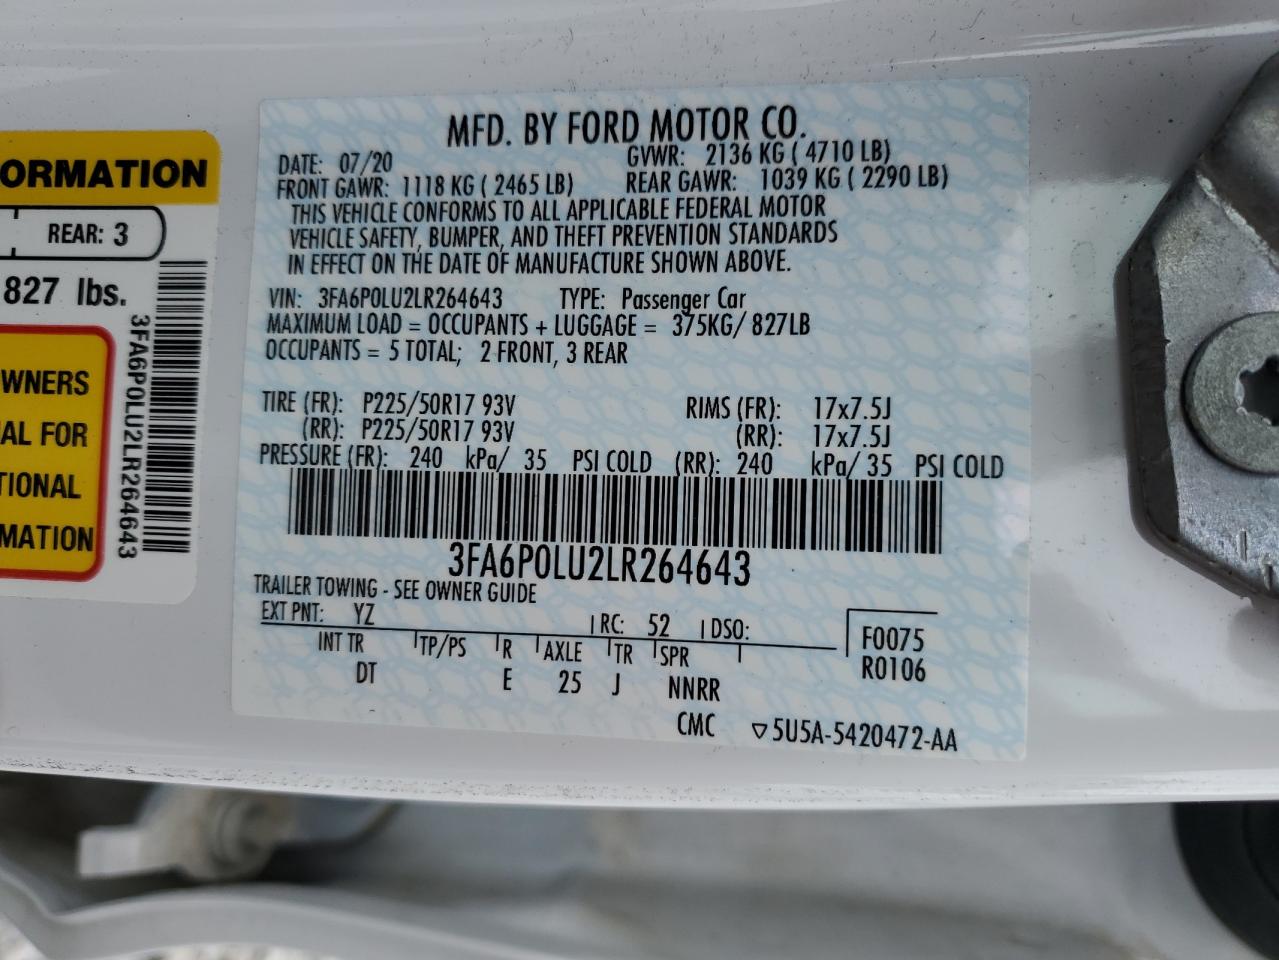 ORMATION
REAR: 3
827 lbs.
WNERS
AL FOR
TIONAL
MATION
3FA6P0LU2LR264643
MFD. BY FORD MOTOR CO.
DATE: 07/20 GVWR: 2136 KG ( 4710 LB)
FRONT GAWR: 1118 KG ( 2465 LB) REAR GAWR: 1039 KG ( 2290 LB)
THIS VEHICLE CONFORMS TO ALL APPLICABLE FEDERAL MOTOR
VEHICLE SAFETY, BUMPER, AND THEFT PREVENTION STANDARDS
IN EFFECT ON THE DATE OF MANUFACTURE SHOWN ABOVE.
VIN: 3FA6P0LU2LR264643 TYPE: Passenger Car
MAXIMUM LOAD = OCCUPANTS + LUGGAGE = 375KG/ 827LB
OCCUPANTS = 5 TOTAL; 2 FRONT, 3 REAR
TIRE (FR): P225/50R17 93V RIMS (FR): 17x7.5J
(RR): P225/50R17 93V (RR): 17x7.5J
PRESSURE (FR): 240 kPa/ 35 PSI COLD (RR): 240 kPa/ 35 PSI COLD
3FA6P0LU2LR264643
TRAILER TOWING - SEE OWNER GUIDE
EXT PNT: YZ RC: 52 DSO: F0075
INT TR TP/PS R AXLE TR SPR R0106
DT E 25 J NNRR
CMC ▽5U5A-5420472-AA